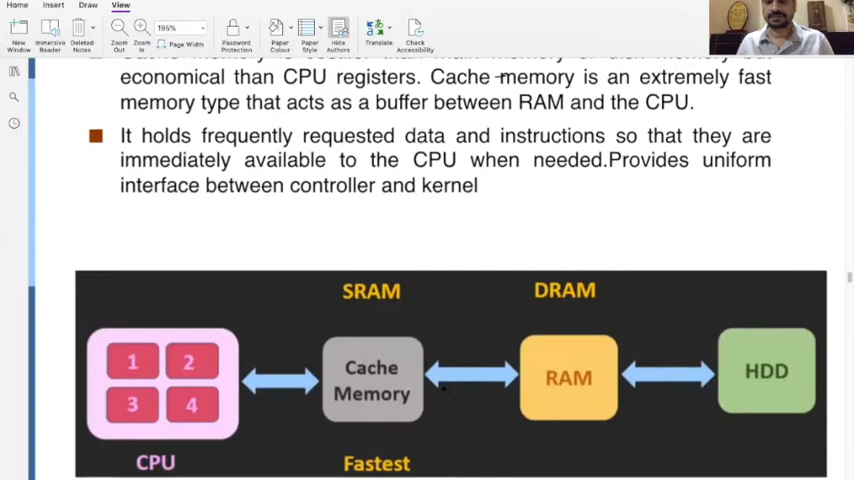 Home Insert Draw View
195%
Page Width
New Window
Immersive Reader
Deleted Notes
Zoom Out
Zoom In
Password Protection
Paper Colour
Paper Style
Hide Authors
Translate
Check Accessibility
economical than CPU registers. Cache memory is an extremely fast
memory type that acts as a buffer between RAM and the CPU.
It holds frequently requested data and instructions so that they are
immediately available to the CPU when needed.Provides uniform
interface between controller and kernel
SRAM DRAM
1 2
3 4
Cache Memory
RAM
HDD
CPU
Fastest